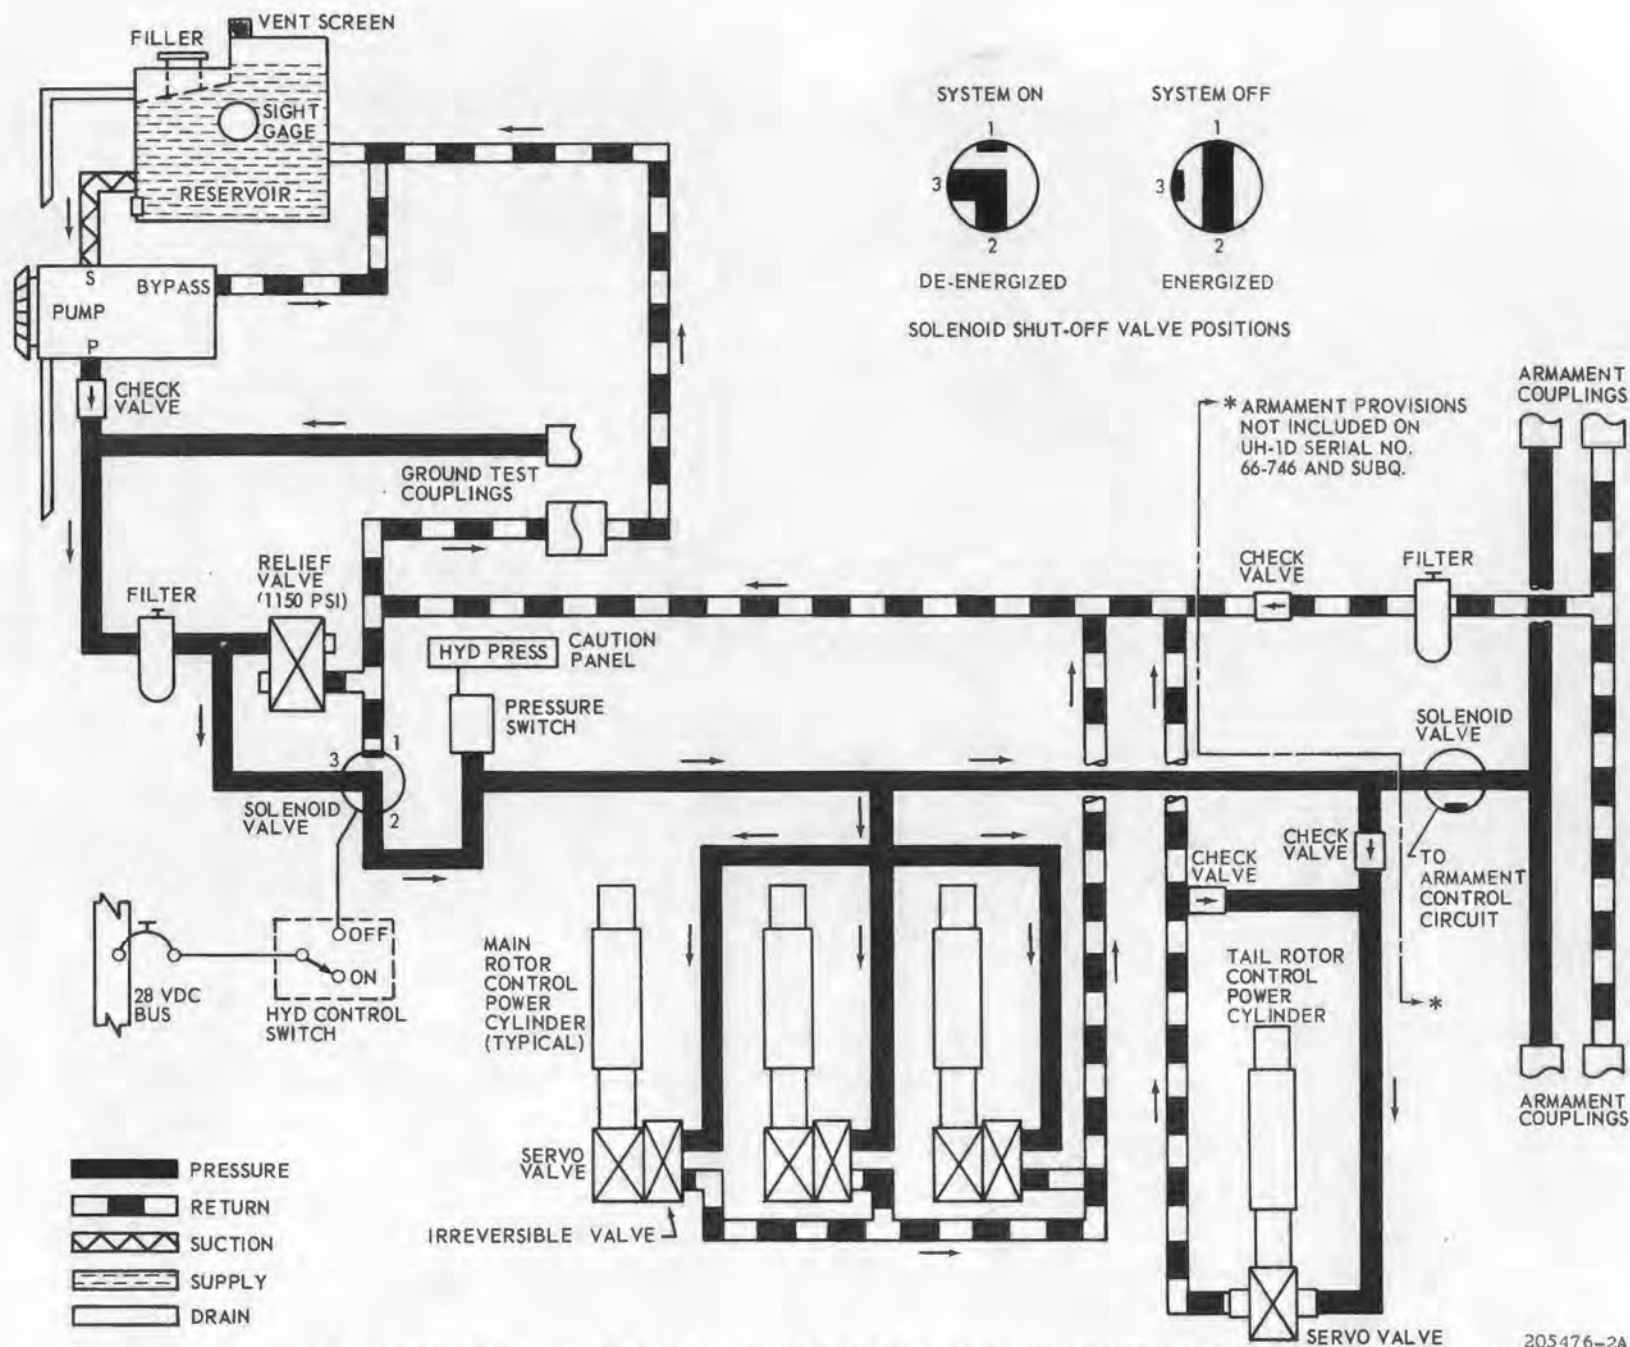 VENT SCREEN
FILLER
SIGHT
GAGE
RESERVOIR
S
BYPASS
PUMP
P
CHECK
VALVE
SYSTEM ON
1
3
2
DE-ENERGIZED
SYSTEM OFF
1
3
2
ENERGIZED
SOLENOID SHUT-OFF VALVE POSITIONS
GROUND TEST
COUPLINGS
* ARMAMENT PROVISIONS
NOT INCLUDED ON
UH-1D SERIAL NO.
66-746 AND SUBQ.
ARMAMENT
COUPLINGS
FILTER
RELIEF
VALVE
(1150 PSI)
HYD PRESS
CAUTION
PANEL
PRESSURE
SWITCH
CHECK
VALVE
FILTER
1
3
2
SOLENOID
VALVE
SOLENOID
VALVE
CHECK
VALVE
CHECK
VALVE
TO
ARMAMENT
CONTROL
CIRCUIT
OFF
ON
28 VDC
BUS
HYD CONTROL
SWITCH
MAIN
ROTOR
CONTROL
POWER
CYLINDER
(TYPICAL)
TAIL ROTOR
CONTROL
POWER
CYLINDER
*
SERVO
VALVE
IRREVERSIBLE VALVE
ARMAMENT
COUPLINGS
PRESSURE
RETURN
SUCTION
SUPPLY
DRAIN
SERVO VALVE
205476-2A